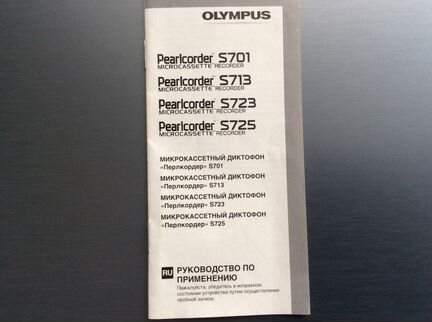 OLYMPUS
Pearlcorder S701
MICROCASSETTE RECORDER
Pearlcorder S713
MICROCASSETTE RECORDER
Pearlcorder S723
MICROCASSETTE RECORDER
Pearlcorder S725
MICROCASSETTE RECORDER
МИКРОКАССЕТНЫЙ ДИКТОФОН
«Перлкордер» S701
МИКРОКАССЕТНЫЙ ДИКТОФОН
«Перлкордер» S713
МИКРОКАССЕТНЫЙ ДИКТОФОН
«Перлкордер» S723
МИКРОКАССЕТНЫЙ ДИКТОФОН
«Перлкордер» S725
RU РУКОВОДСТВО ПО
ПРИМЕНЕНИЮ
Пожалуйста, убедитесь в исправном
состоянии устройства путем осуществления
пробной записи.